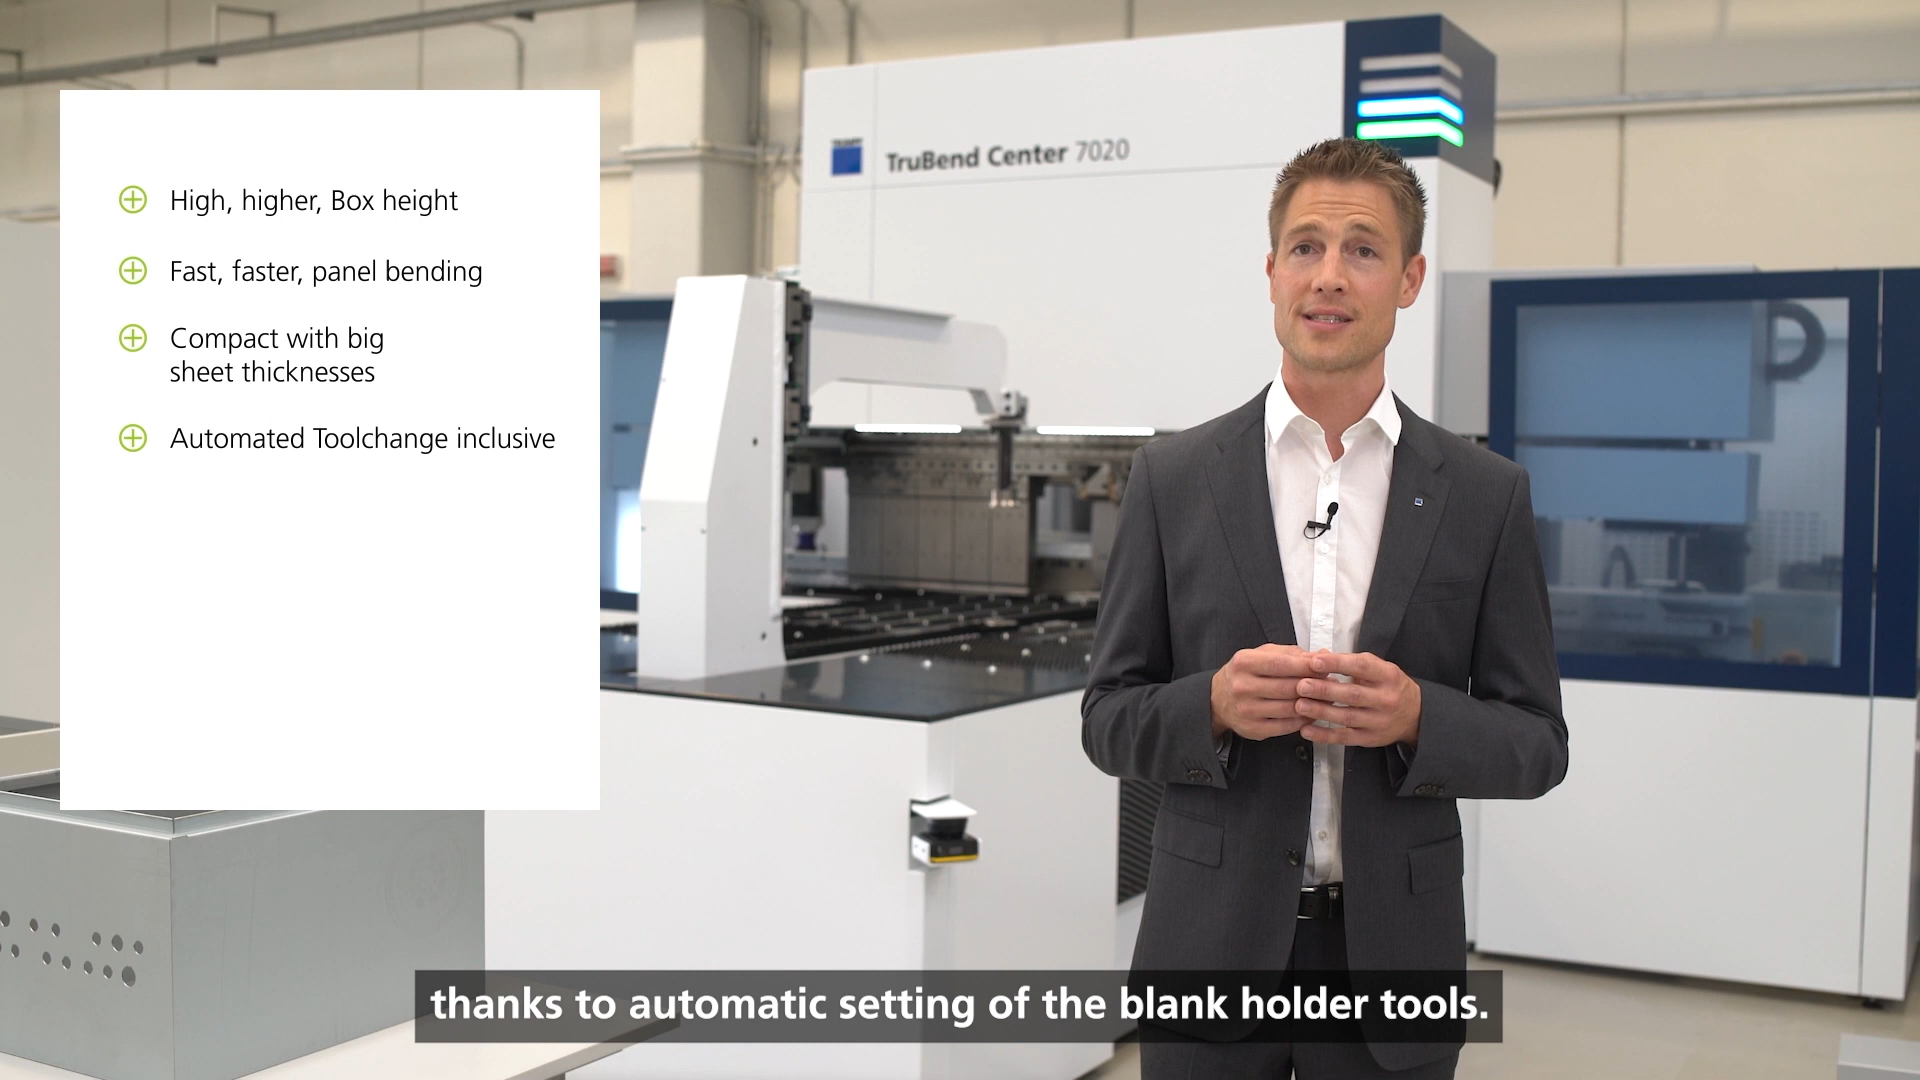 TRUMPF
TruBend Center 7020
High, higher, Box height
Fast, faster, panel bending
Compact with big
sheet thicknesses
Automated Toolchange inclusive
thanks to automatic setting of the blank holder tools.